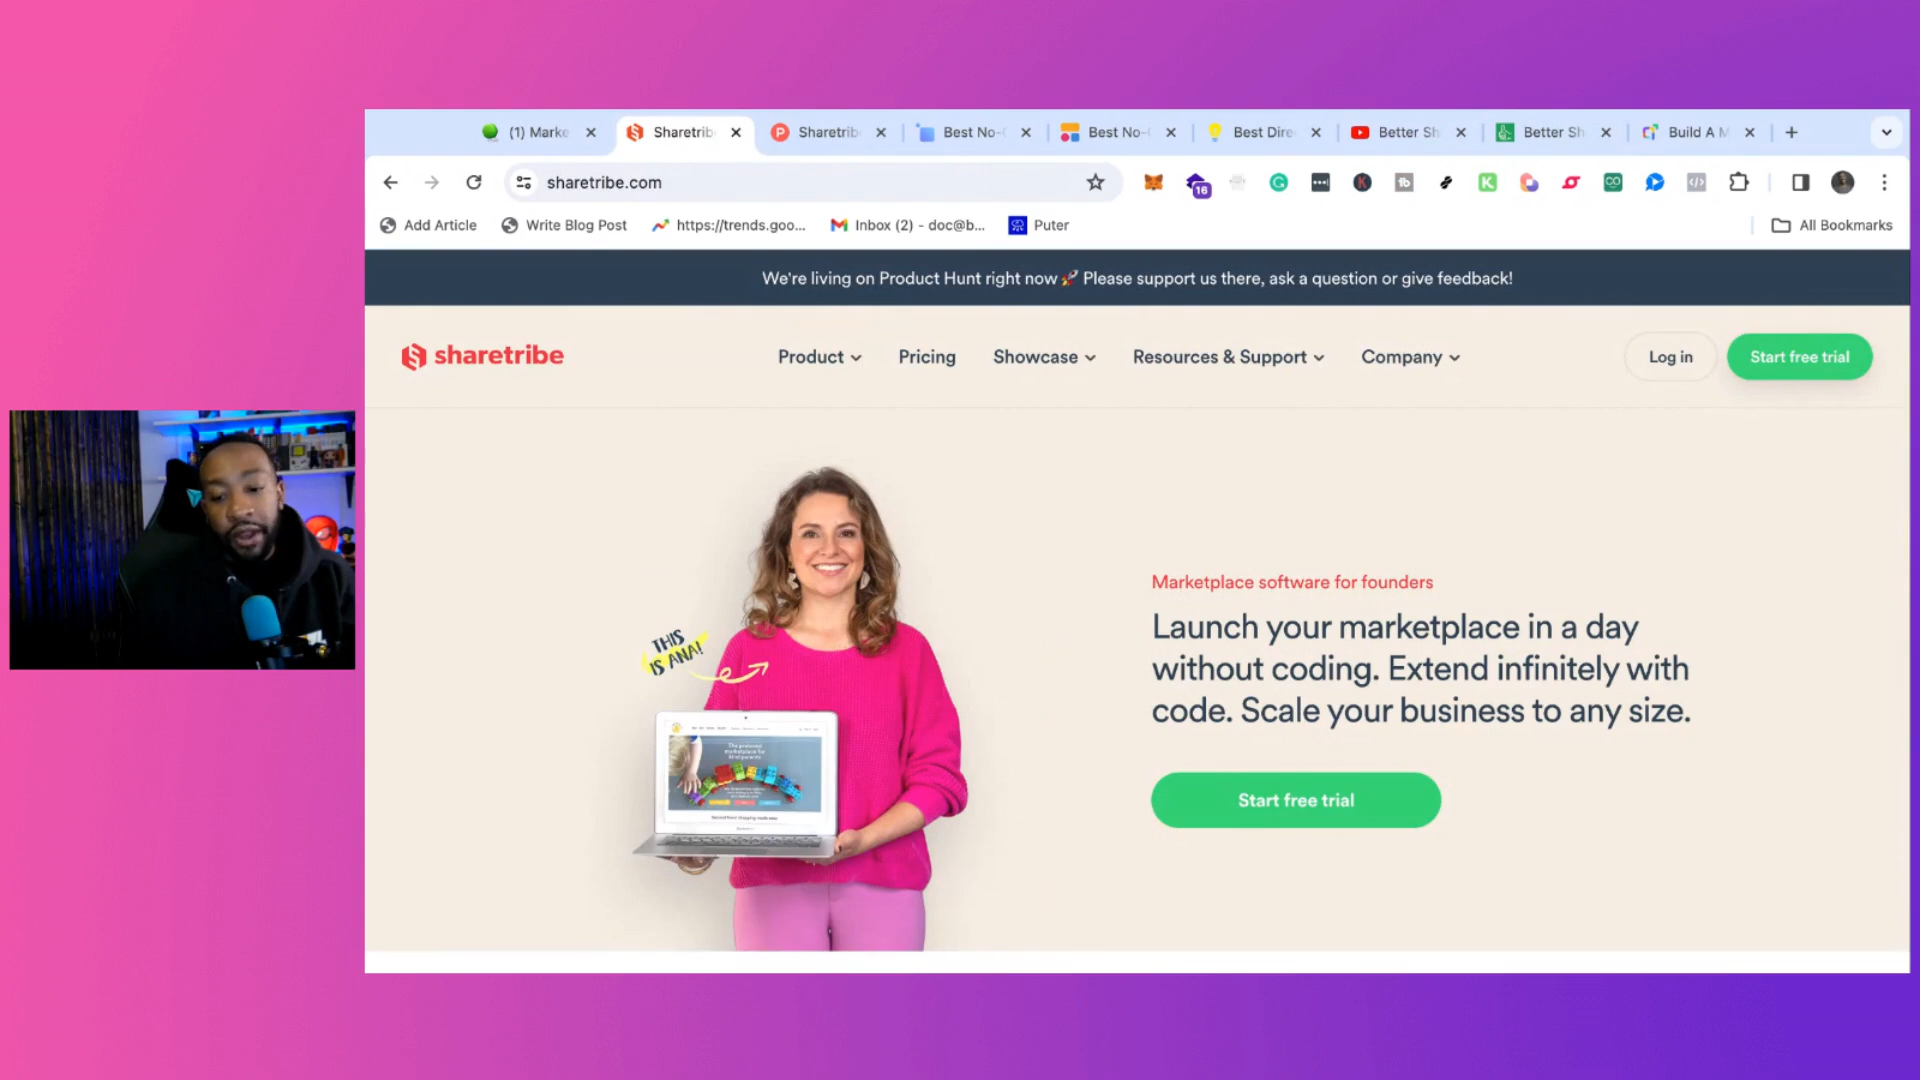 (1) Marke
Sharetrib
Sharetrib
Best No-
Best No-
Best Dire
Better Sh
Better Sh
Build A M
sharetribe.com
16
Add Article
Write Blog Post
https://trends.goo...
Inbox (2) - doc@b...
Puter
All Bookmarks
We're living on Product Hunt right now 🚀 Please support us there, ask a question or give feedback!
sharetribe
Product
Pricing
Showcase
Resources & Support
Company
Log in
Start free trial
THIS
IS ANA!
Marketplace software for founders
Launch your marketplace in a day
without coding. Extend infinitely with
code. Scale your business to any size.
Start free trial